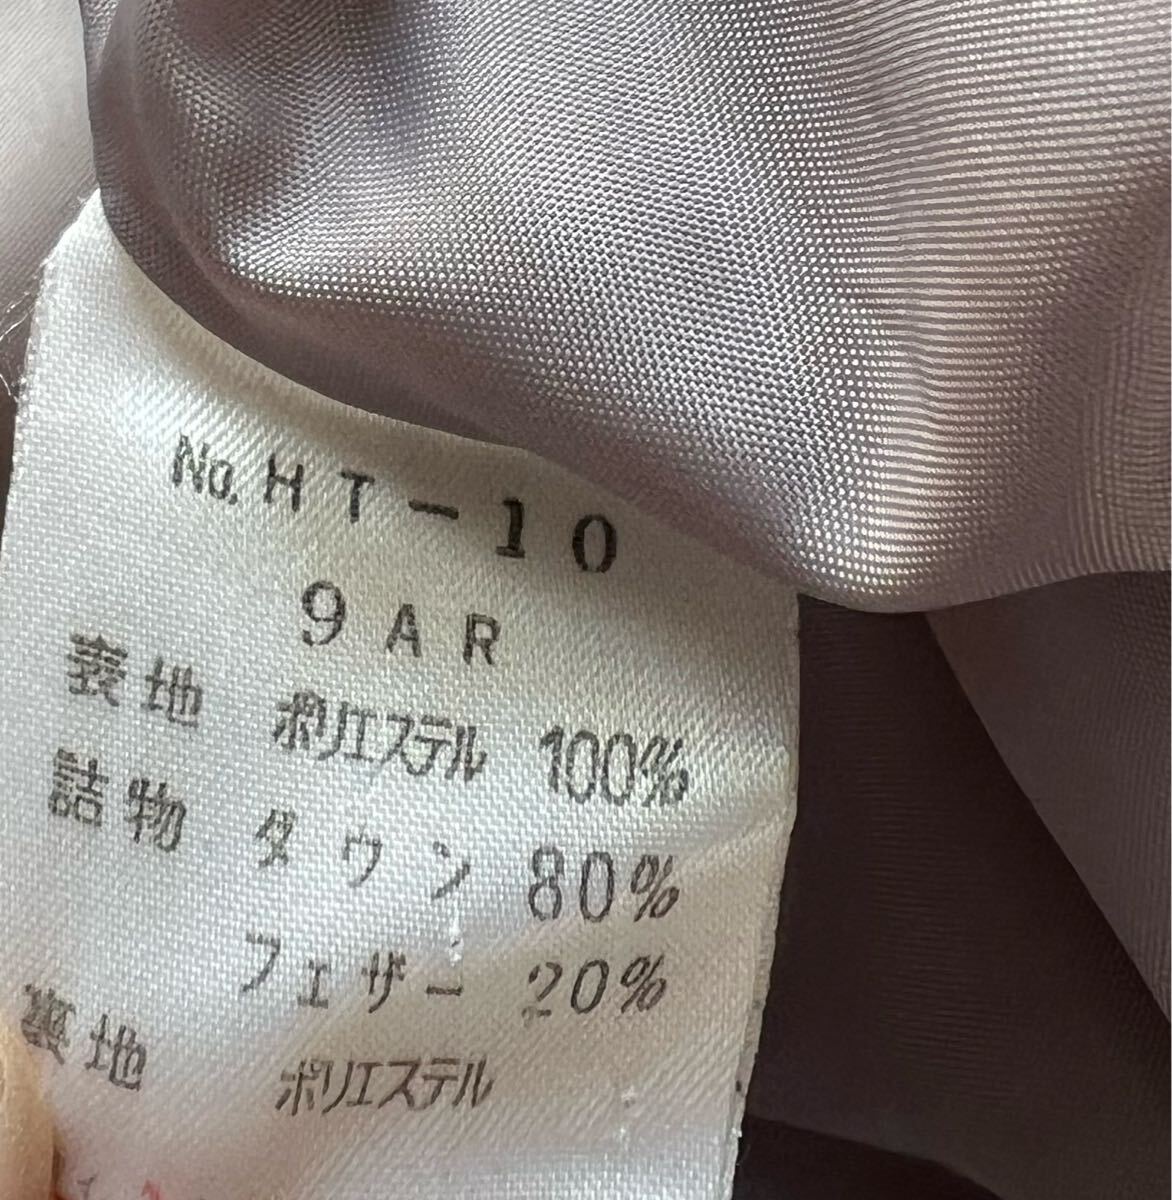 No.HT-10
9AR
表地 ポリエステル 100%
詰物 ダウン 80%
フェザー 20%
裏地 ポリエステル